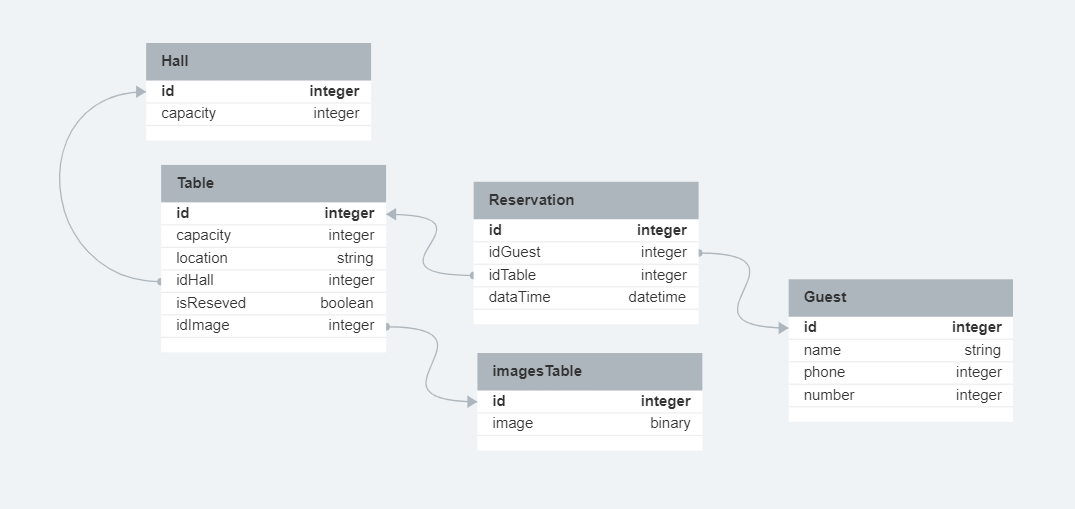 Hall
id integer
capacity integer
Table
id integer
capacity integer
location string
idHall integer
isReseved boolean
idImage integer
Reservation
id integer
idGuest integer
idTable integer
dataTime datetime
imagesTable
id integer
image binary
Guest
id integer
name string
phone integer
number integer